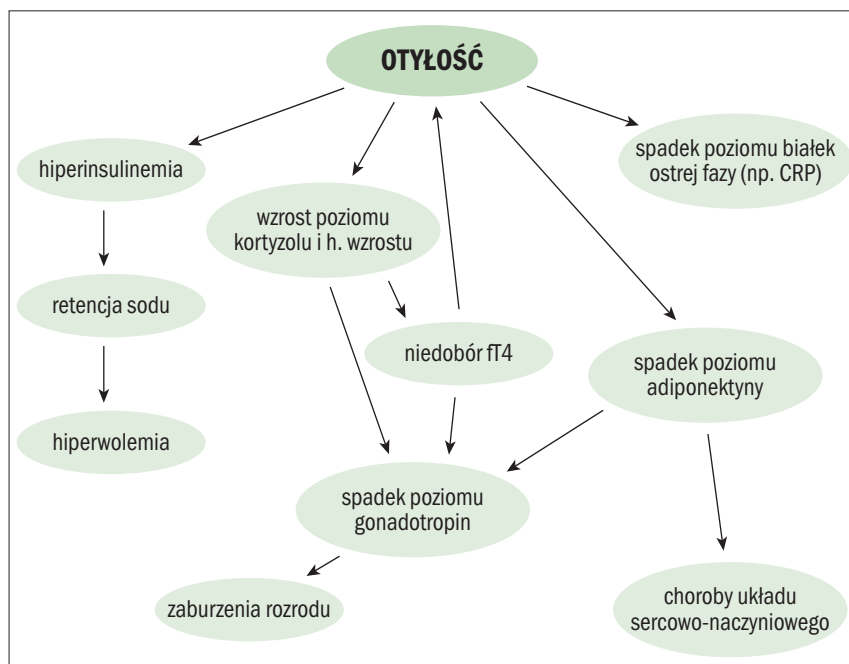 OTYŁOŚĆ
hiperinsulinemia
spadek poziomu białek
ostrej fazy (np. CRP)
wzrost poziomu
kortyzolu i h. wzrostu
retencja sodu
niedobór fT4
spadek poziomu
adiponektyny
hiperwolemia
spadek poziomu
gonadotropin
zaburzenia rozrodu
choroby układu
sercowo-naczyniowego